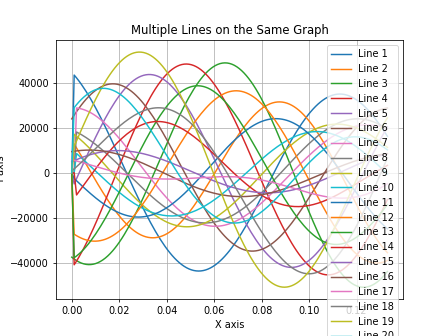 Multiple Lines on the Same Graph
40000
20000
0
−20000
−40000
0.00
0.02
0.04
0.06
0.08
0.10
X axis
Line 1
Line 2
Line 3
Line 4
Line 5
Line 6
Line 7
Line 8
Line 9
Line 10
Line 11
Line 12
Line 13
Line 14
Line 15
Line 16
Line 17
Line 18
Line 19
Line 20